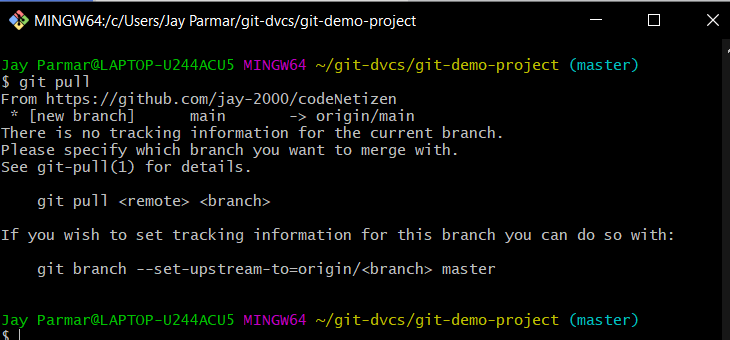 MINGW64:/c/Users/Jay Parmar/git-dvcs/git-demo-project
Jay Parmar@LAPTOP-U244ACU5 MINGW64 ~/git-dvcs/git-demo-project (master)
$ git pull
From https://github.com/jay-2000/codeNetizen
 * [new branch]      main       -> origin/main
There is no tracking information for the current branch.
Please specify which branch you want to merge with.
See git-pull(1) for details.
    git pull <remote> <branch>
If you wish to set tracking information for this branch you can do so with:
    git branch --set-upstream-to=origin/<branch> master
Jay Parmar@LAPTOP-U244ACU5 MINGW64 ~/git-dvcs/git-demo-project (master)
$